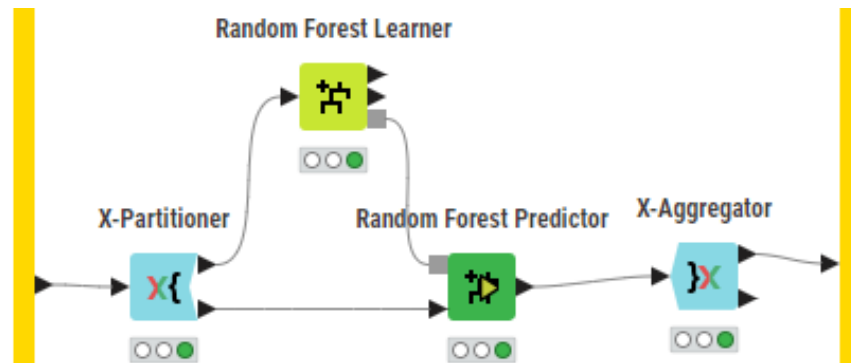 Random Forest Learner
X-Partitioner
Random Forest Predictor
X-Aggregator
X{
}X